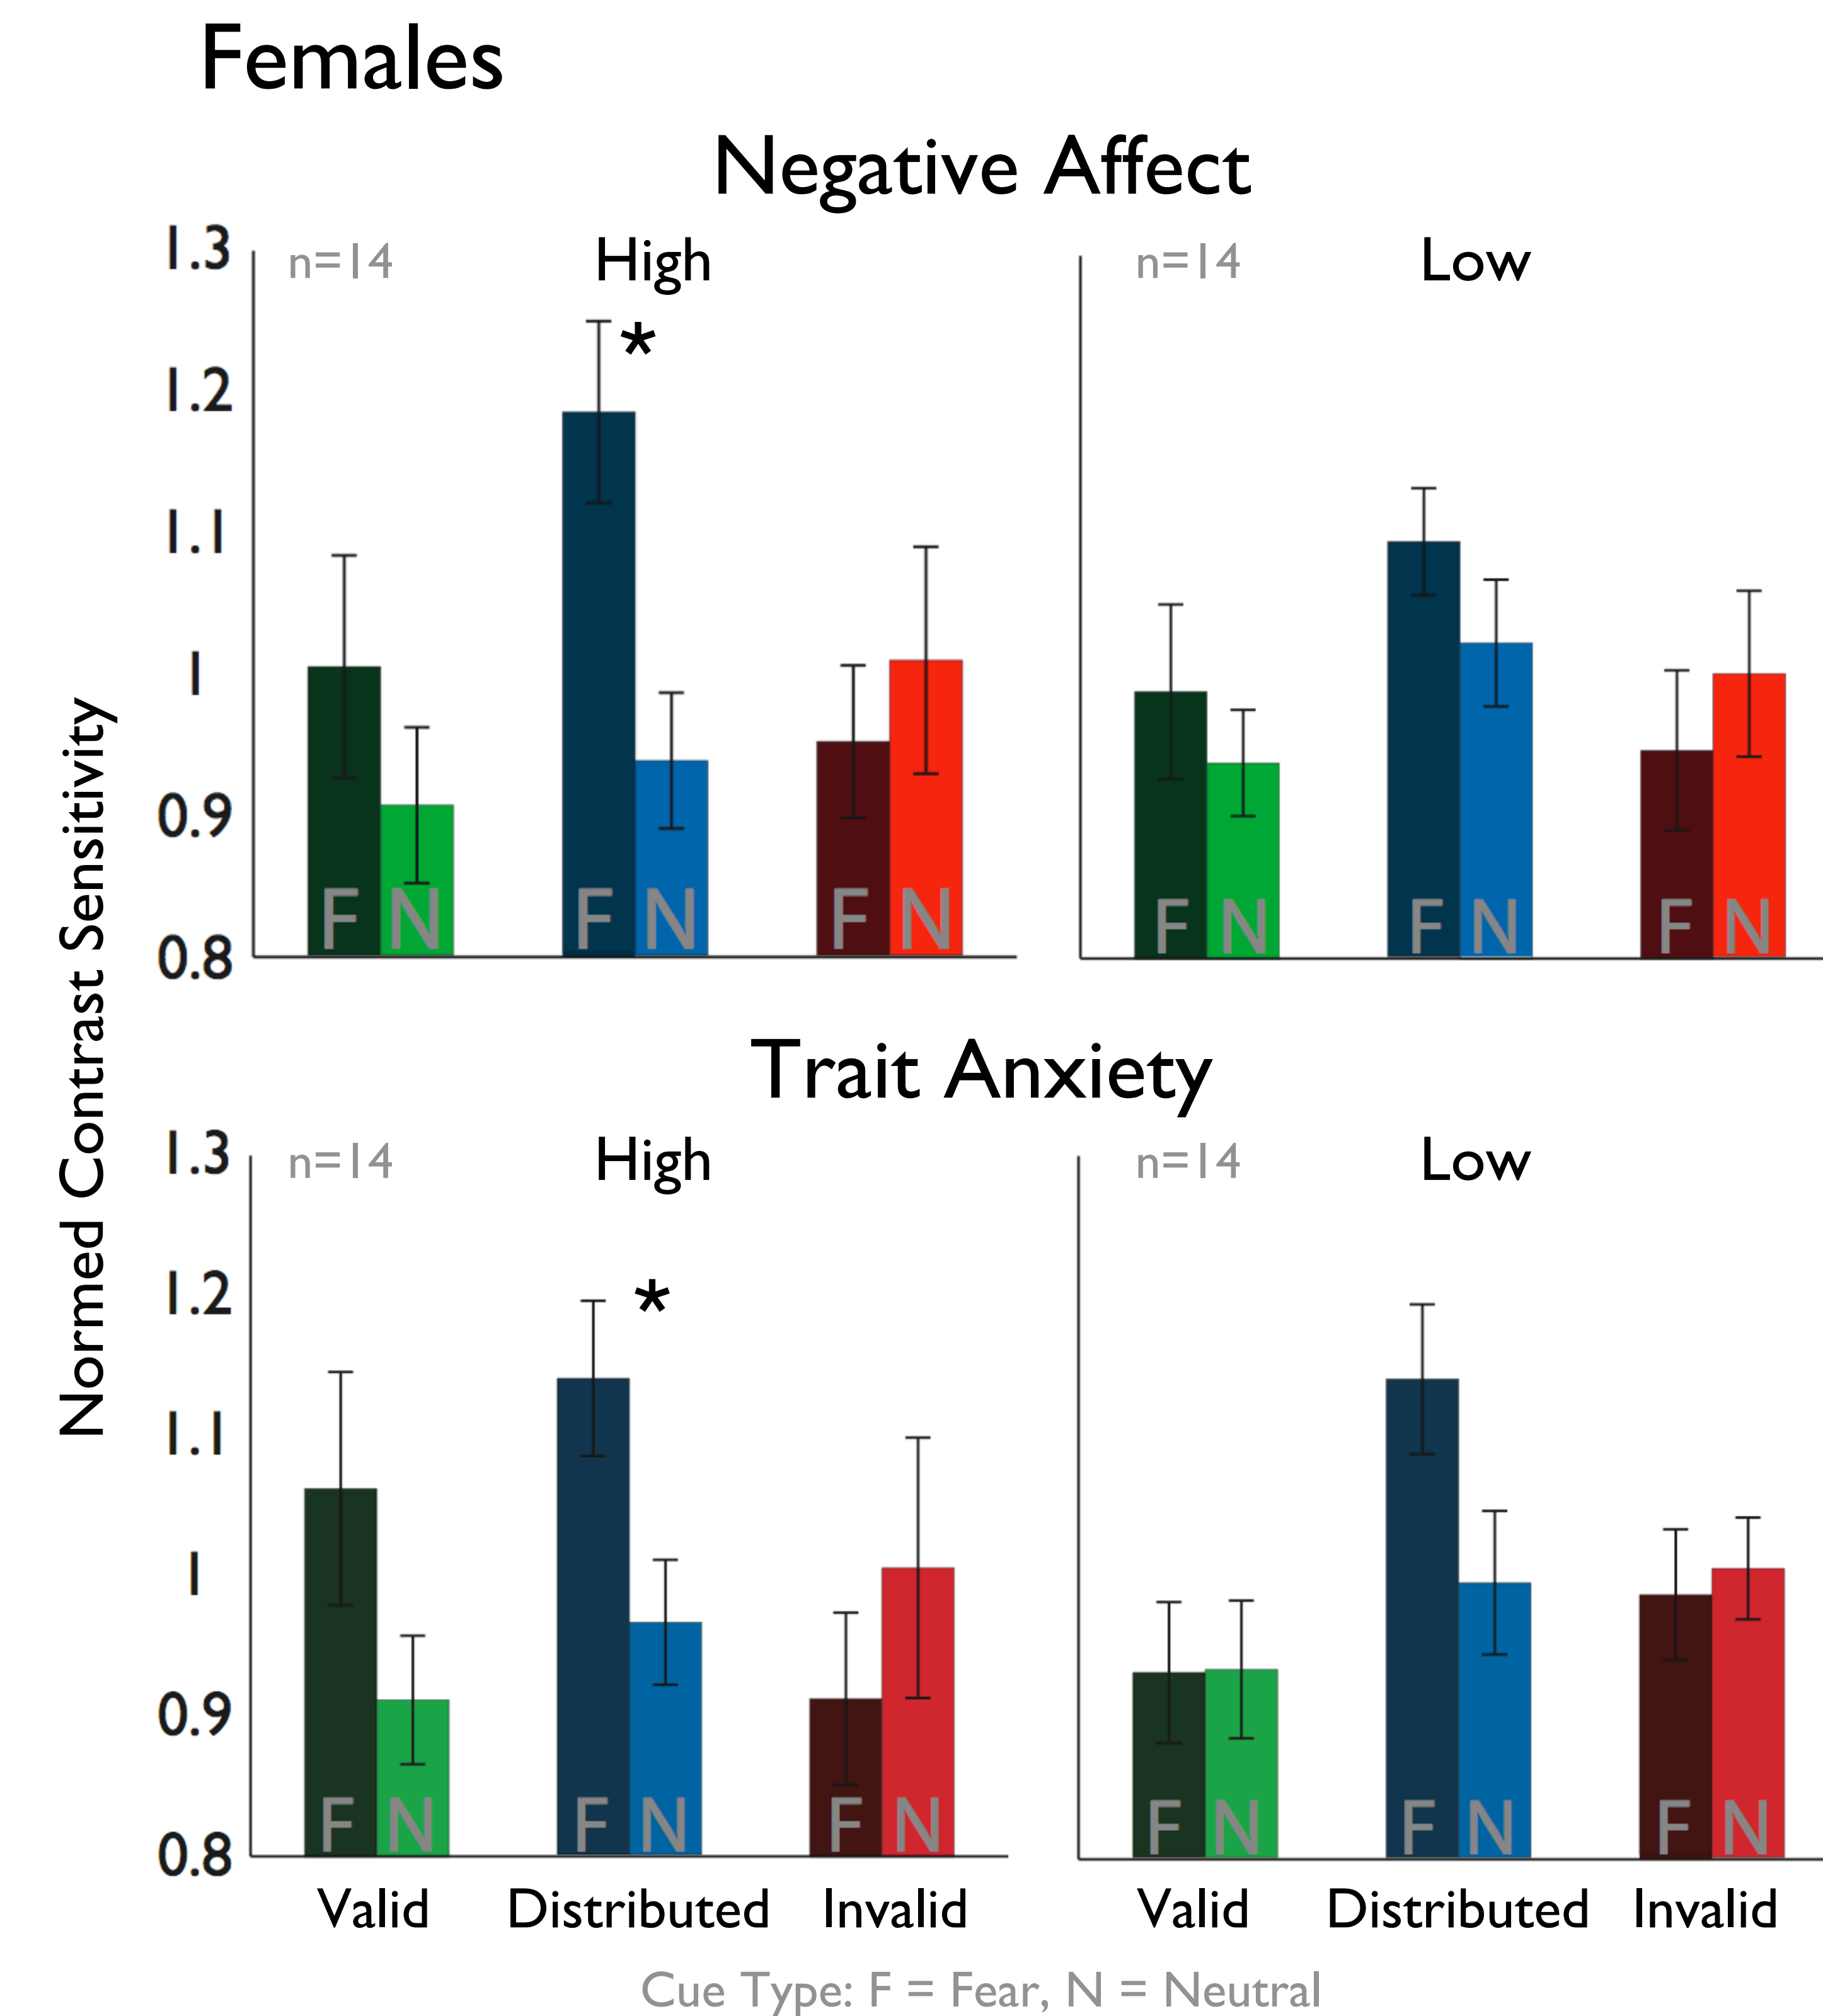 Females
Negative Affect
n=14 High n=14 Low
1.3
*
1.2
1.1
1
0.9
F N F N F N F N F N F N
0.8
Normed Contrast Sensitivity
Trait Anxiety
n=14 High n=14 Low
1.3
1.2 *
1.1
1
0.9
F N F N F N F N F N F N
0.8
Valid Distributed Invalid Valid Distributed Invalid
Cue Type: F = Fear, N = Neutral